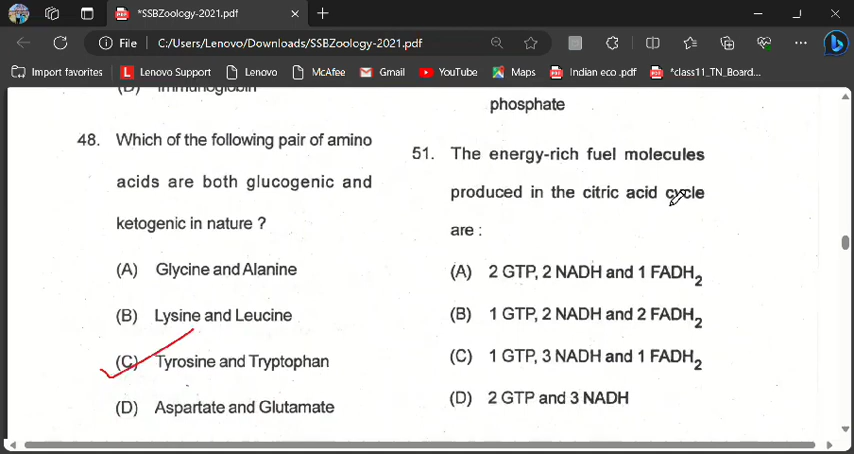 *SSBZoology-2021.pdf
File C:/Users/Lenovo/Downloads/SSBZoology-2021.pdf
Import favorites Lenovo Support Lenovo McAfee Gmail YouTube Maps Indian eco .pdf *class11_TN_Board...
(D) Immunoglobin
48. Which of the following pair of amino
acids are both glucogenic and
ketogenic in nature ?
(A) Glycine and Alanine
(B) Lysine and Leucine
(C) Tyrosine and Tryptophan
(D) Aspartate and Glutamate
phosphate
51. The energy-rich fuel molecules
produced in the citric acid cycle
are :
(A) 2 GTP, 2 NADH and 1 FADH₂
(B) 1 GTP, 2 NADH and 2 FADH₂
(C) 1 GTP, 3 NADH and 1 FADH₂
(D) 2 GTP and 3 NADH